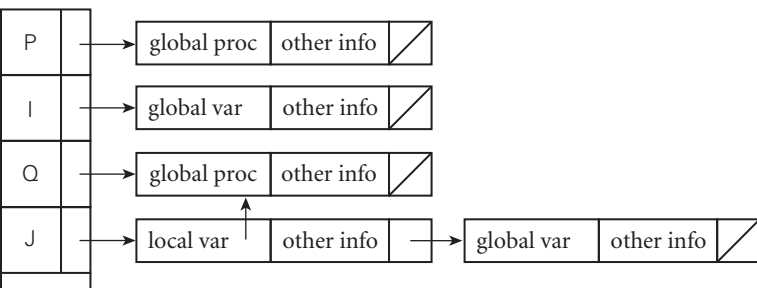 P global proc other info
I global var other info
Q global proc other info
J local var other info global var other info